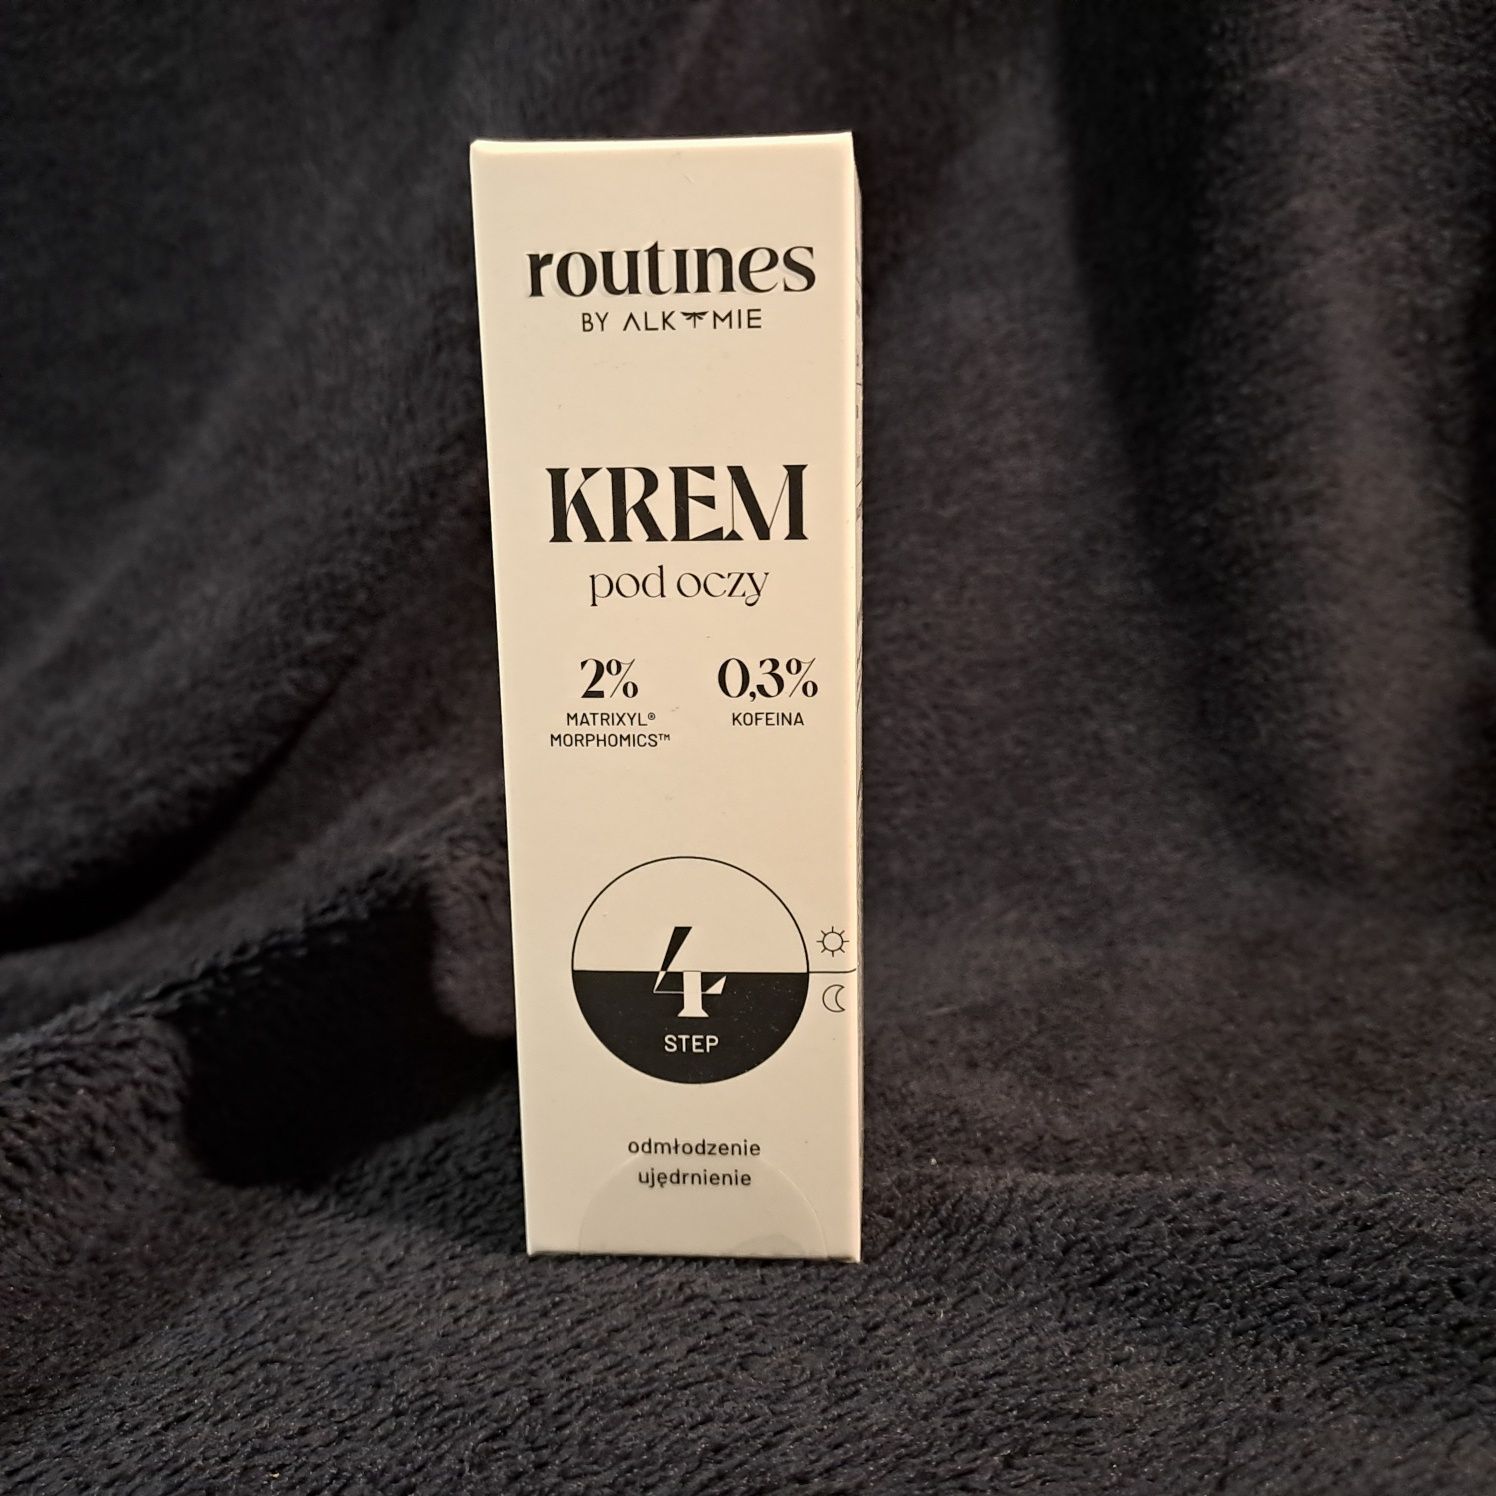 routines
BY ALKMIE
KREM
pod oczy
2% 0,3%
MATRIXYL® KOFEINA
MORPHOMICS™
4
STEP
odmłodzenie
ujędrnienie